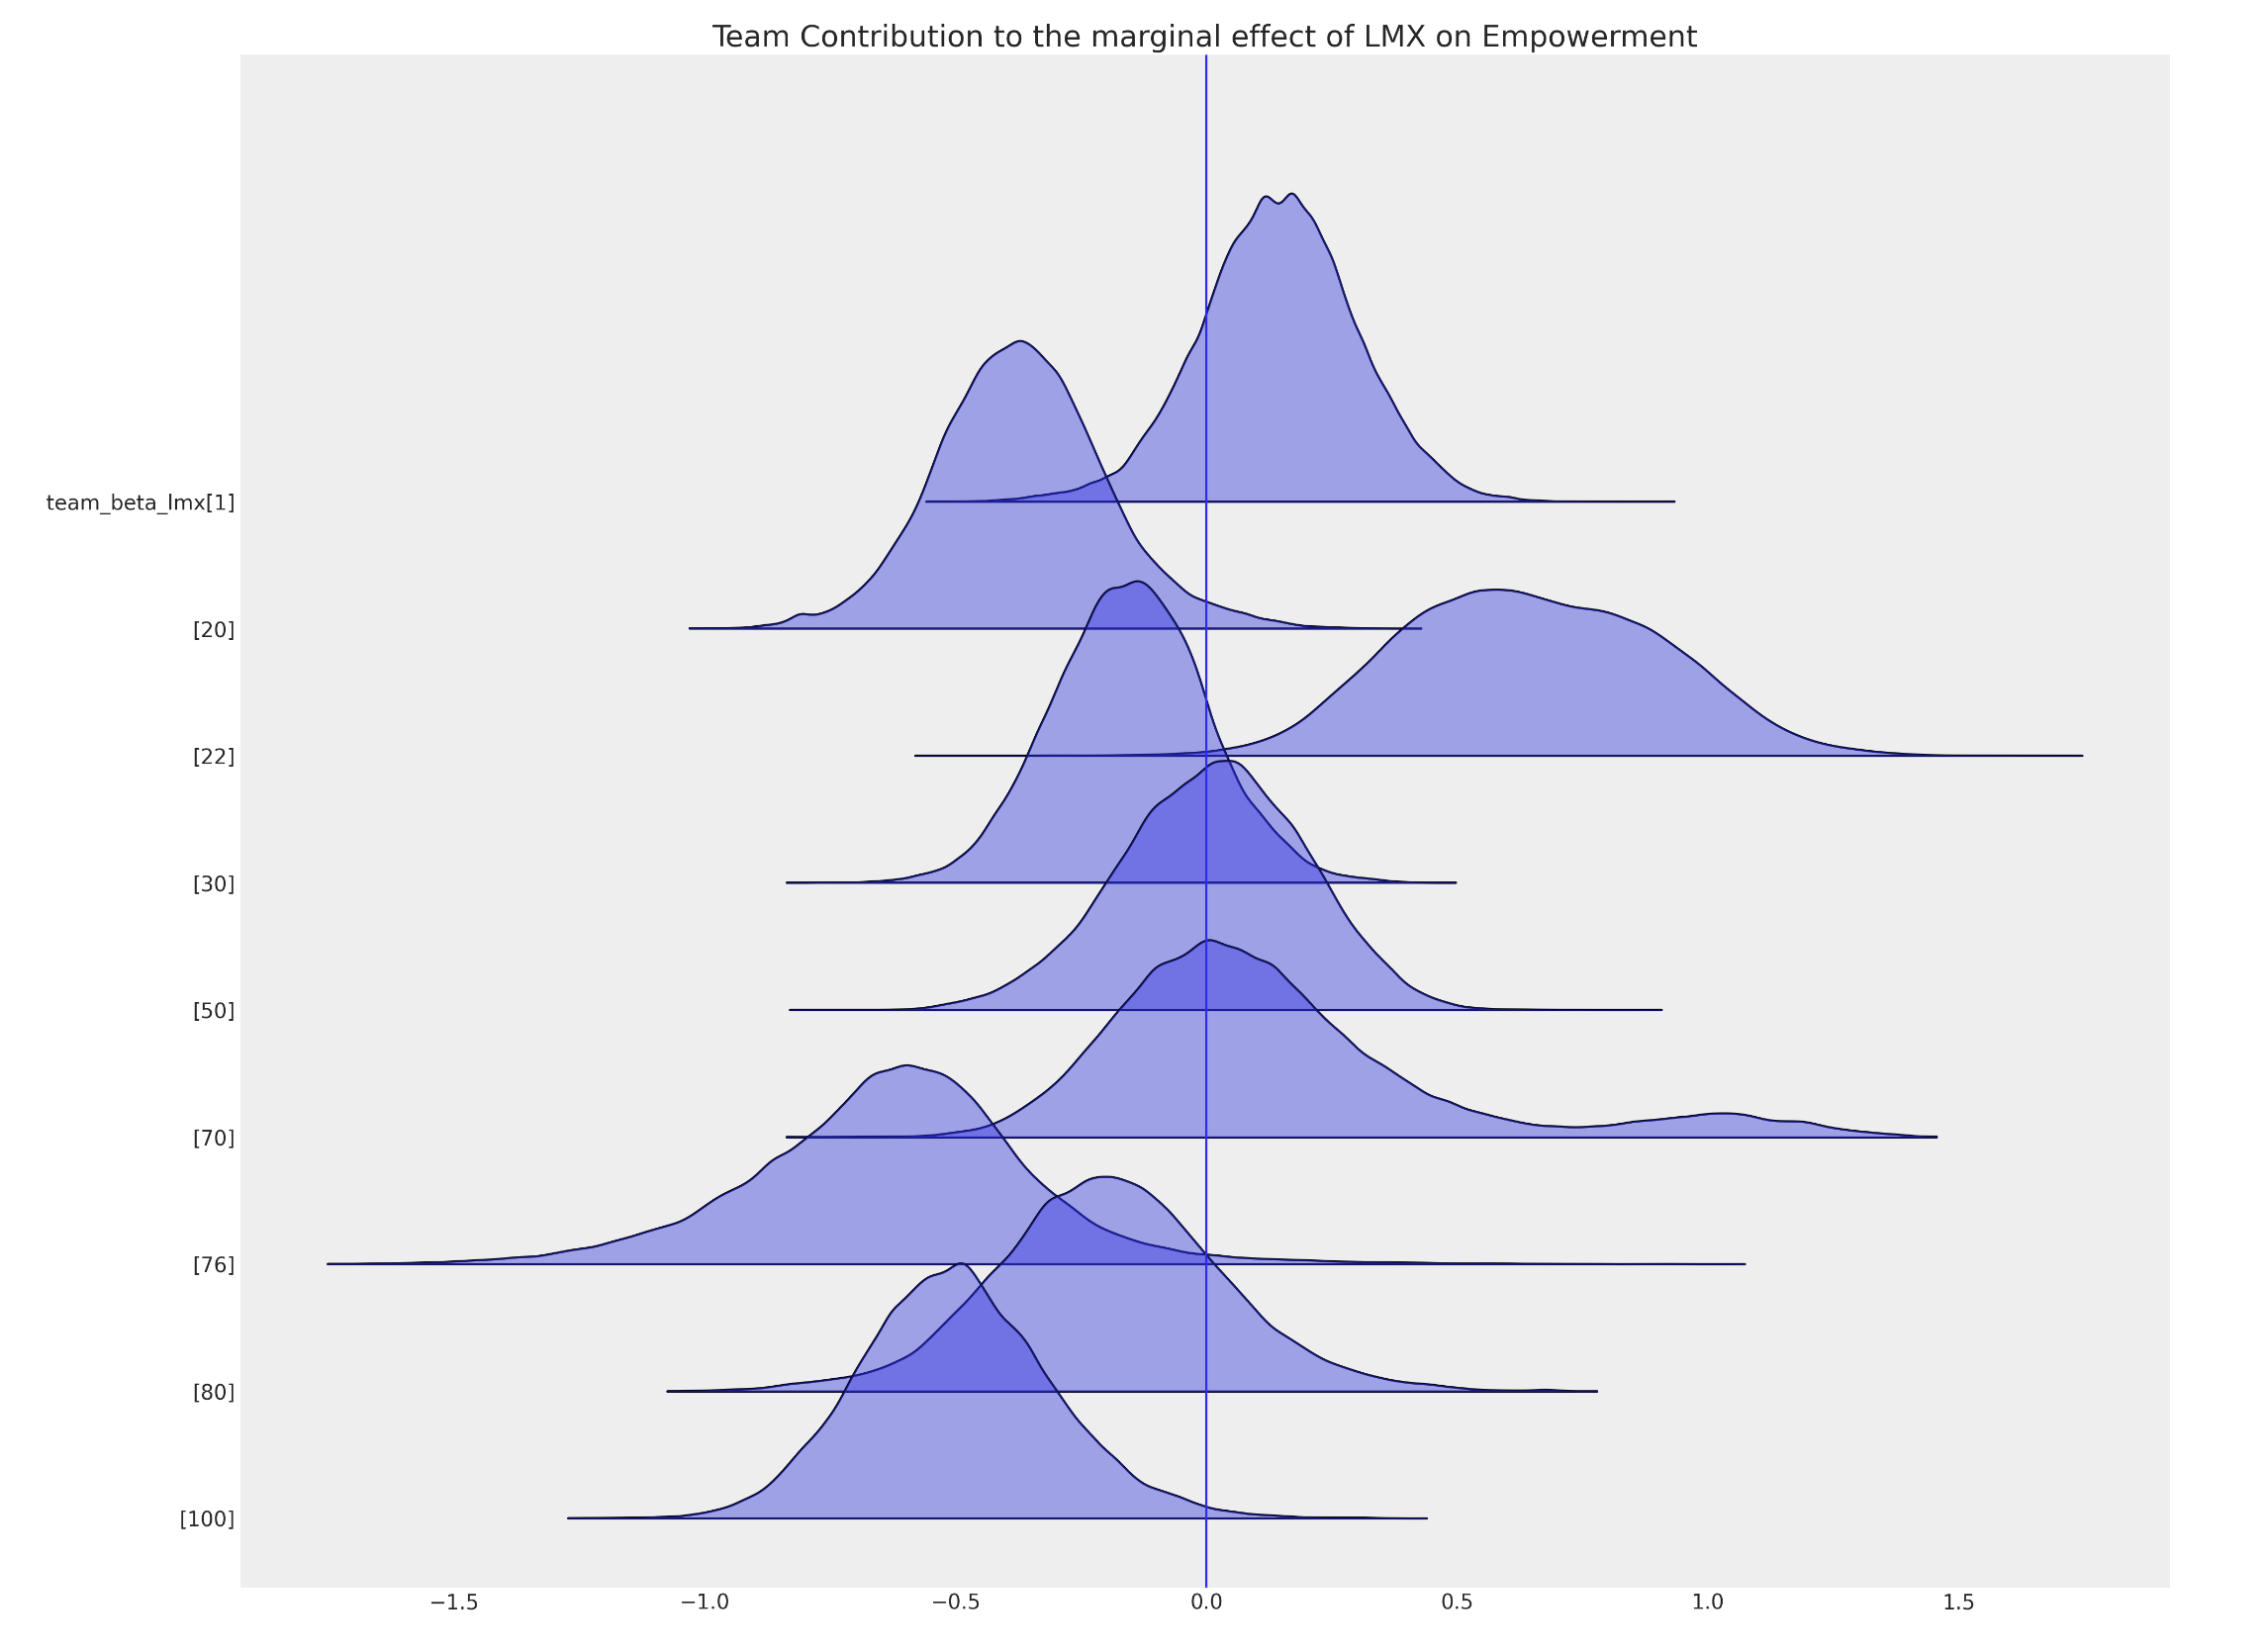 Team Contribution to the marginal effect of LMX on Empowerment
team_beta_lmx[1]
[20]
[22]
[30]
[50]
[70]
[76]
[80]
[100]
−1.5 −1.0 −0.5 0.0 0.5 1.0 1.5